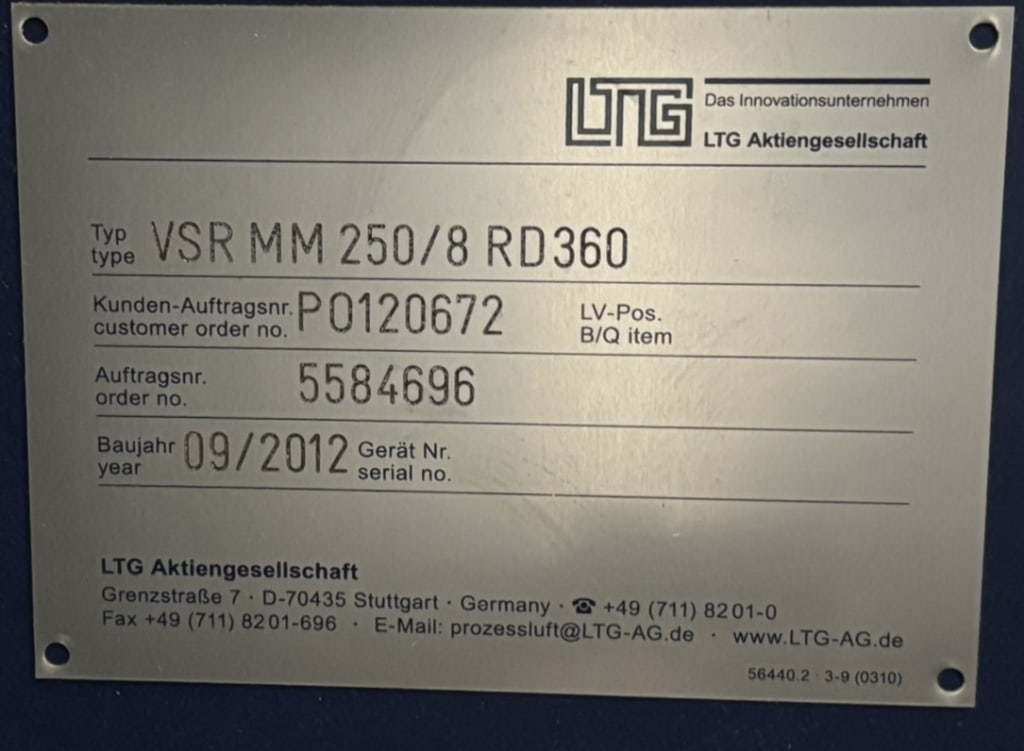 LTG Das Innovationsunternehmen
LTG Aktiengesellschaft
Typ
type VSR MM 250/8 RD360
Kunden-Auftragsnr.
customer order no. PO120672
LV-Pos.
B/Q item
Auftragsnr.
order no. 5584696
Baujahr
year 09/2012
Gerät Nr.
serial no.
LTG Aktiengesellschaft
Grenzstraße 7 · D-70435 Stuttgart · Germany · ☎ +49 (711) 8201-0
Fax +49 (711) 8201-696 · E-Mail: prozessluft@LTG-AG.de · www.LTG-AG.de
56440.2 · 3-9 (0310)